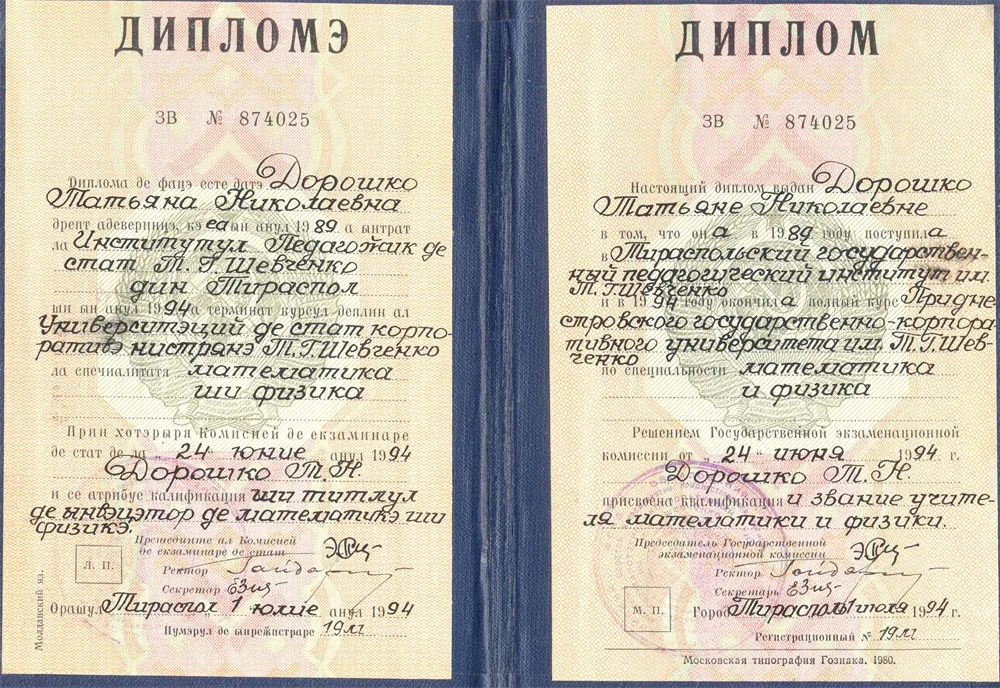 ДИПЛОМЭ
ЗВ № 874025
Диплома де фацэ есте датэ Дорошко
Татьяна Николаевна
дрепт адеверинцэ, кэ еа ын анул 1989 а ынтрат
ла Институтул Педагожик де
стат Т. Г. Шевченко
дин Тираспол
ши ын анул 1994 а терминат курсул деплин ал
Университэций де стат корпо-
ративэ нистрянэ Т. Г. Шевченко
ла специалитатя математика
ши физика
Прин хотэрыря Комисией де екзаминаре
де стат де ла „24" юние анул 1994
Дорошко Т. Н.
и се атрибуе калификация ши титлул
де ынвэцэтор де математикэ ши
физикэ.
Прешединте ал Комисией
де екзаминаре де стат
Л. П.
Ректор
Секретар
Орашул Тираспол 1 юлие анул 1994
Нумэрул де ынрежистраре 19м
Молдавский яз.
ДИПЛОМ
ЗВ № 874025
Настоящий диплом выдан Дорошко
Татьяне Николаевне
в том, что она в 1989 году поступила
в Тираспольский государствен-
ный педагогический институт им.
Т. Г. Шевченко
и в 1994 году окончила полный курс Придне
стровского государственно-корпора
тивного университета им. Т. Г. Шев-
ченко
по специальности математика
и физика
Решением Государственной экзаменационной
комиссии от „24" июня 1994 г.
Дорошко Т. Н.
присвоена квалификация и звание учите-
ля математики и физики.
Председатель Государственной
экзаменационной комиссии
Ректор
Секретарь
М. П.
Город Тирасполь 1 июля 1994 г.
Регистрационный № 19м
Московская типография Гознака. 1980.